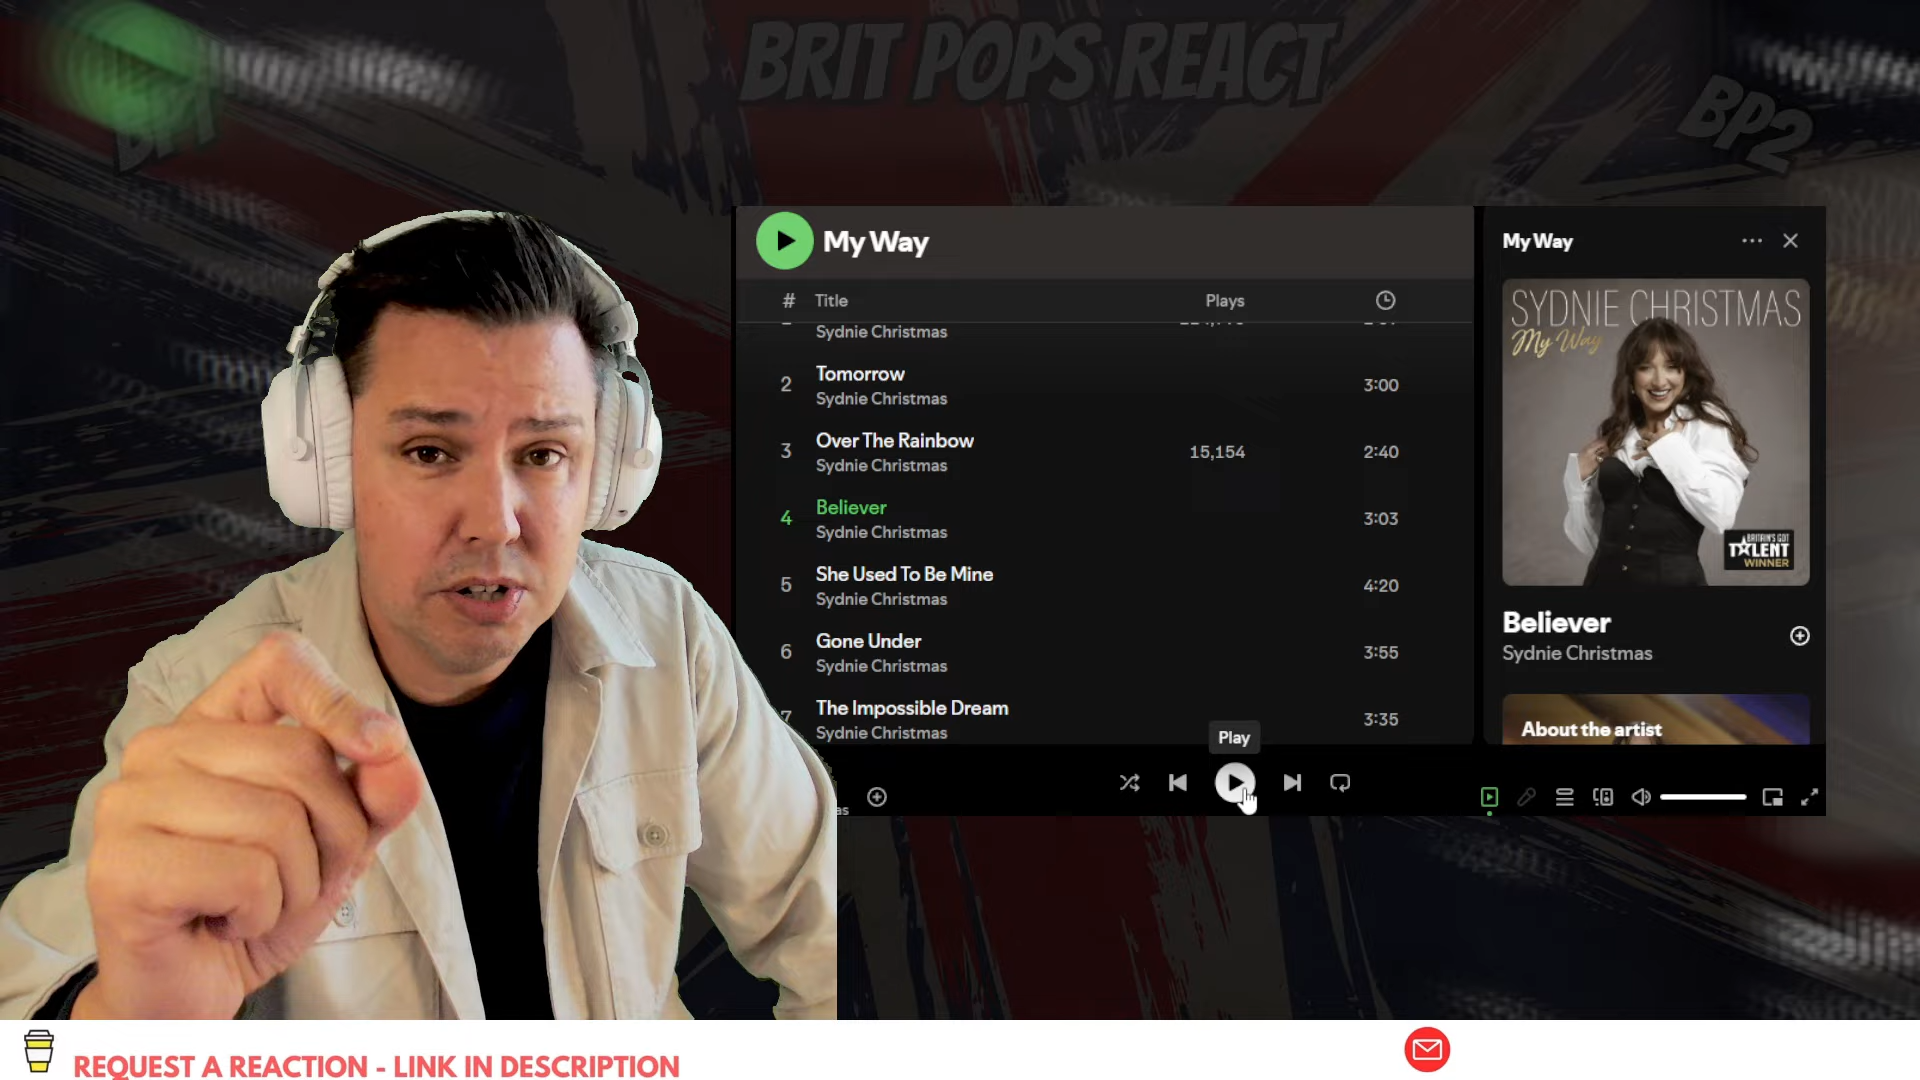 BRIT POPS REACT
BP2
My Way
# Title Plays
Sydnie Christmas
2 Tomorrow 3:00
Sydnie Christmas
3 Over The Rainbow 15,154 2:40
Sydnie Christmas
4 Believer 3:03
Sydnie Christmas
5 She Used To Be Mine 4:20
Sydnie Christmas
6 Gone Under 3:55
Sydnie Christmas
7 The Impossible Dream 3:35
Sydnie Christmas
Play
as
My Way
SYDNIE CHRISTMAS
My Way
BRITAIN'S GOT
TALENT
WINNER
Believer
Sydnie Christmas
About the artist
REQUEST A REACTION - LINK IN DESCRIPTION